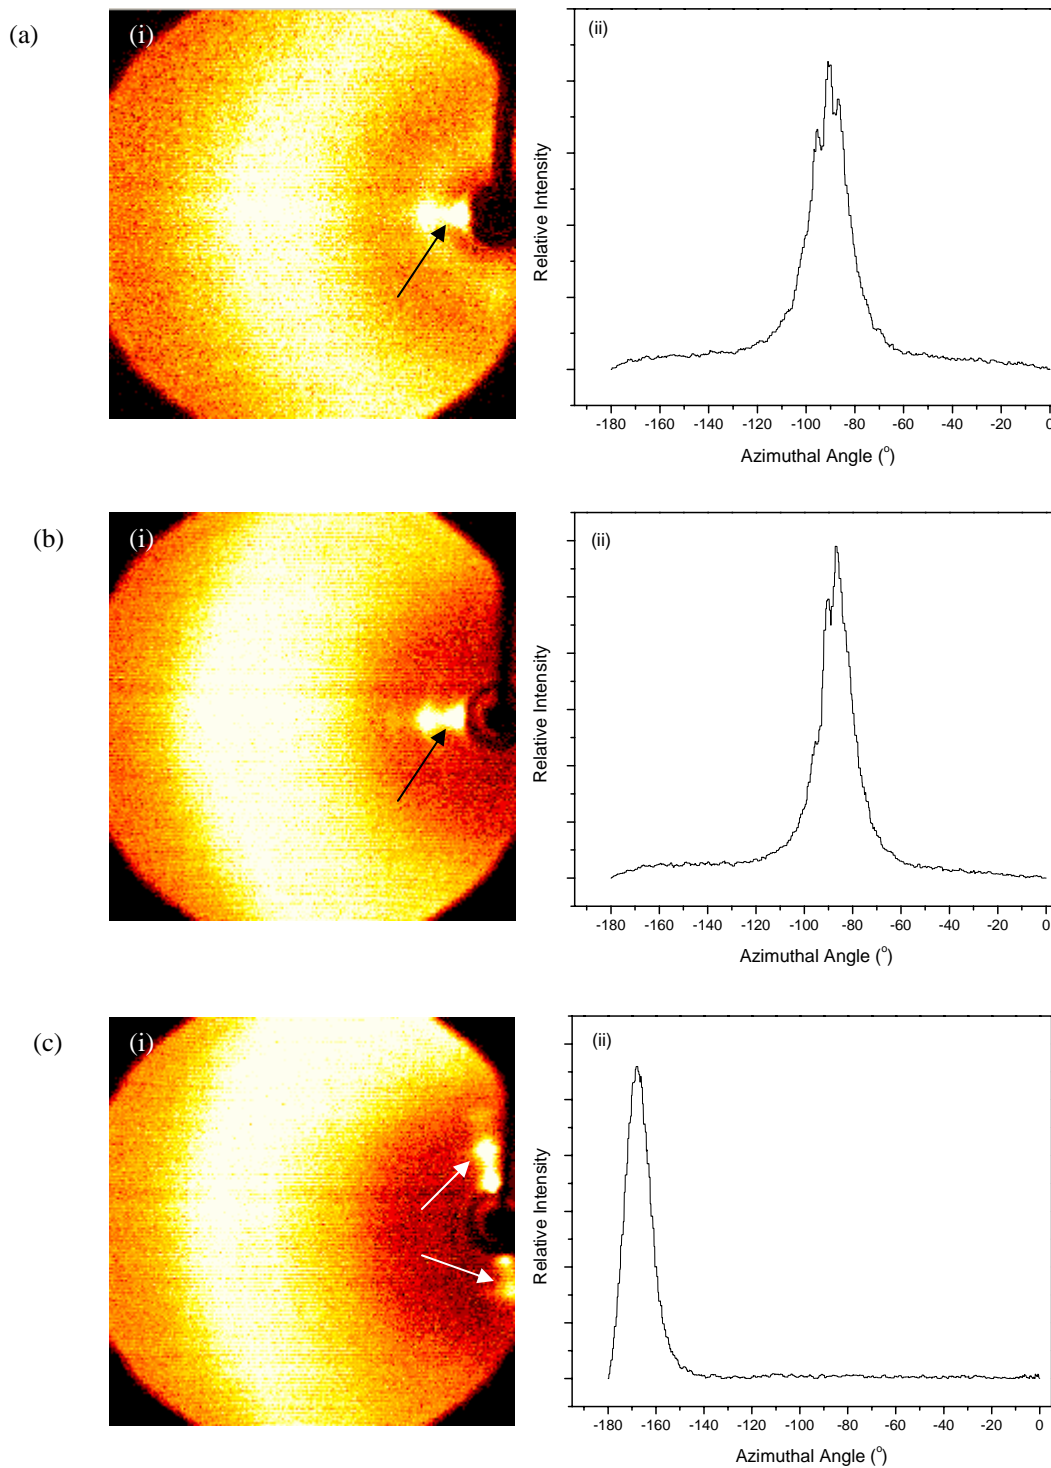 (a)
(i)
(ii)
Relative Intensity
-180 -160 -140 -120 -100 -80 -60 -40 -20 0
Azimuthal Angle (°)
(b)
(i)
(ii)
Relative Intensity
-180 -160 -140 -120 -100 -80 -60 -40 -20 0
Azimuthal Angle (°)
(c)
(i)
(ii)
Relative Intensity
-180 -160 -140 -120 -100 -80 -60 -40 -20 0
Azimuthal Angle (°)